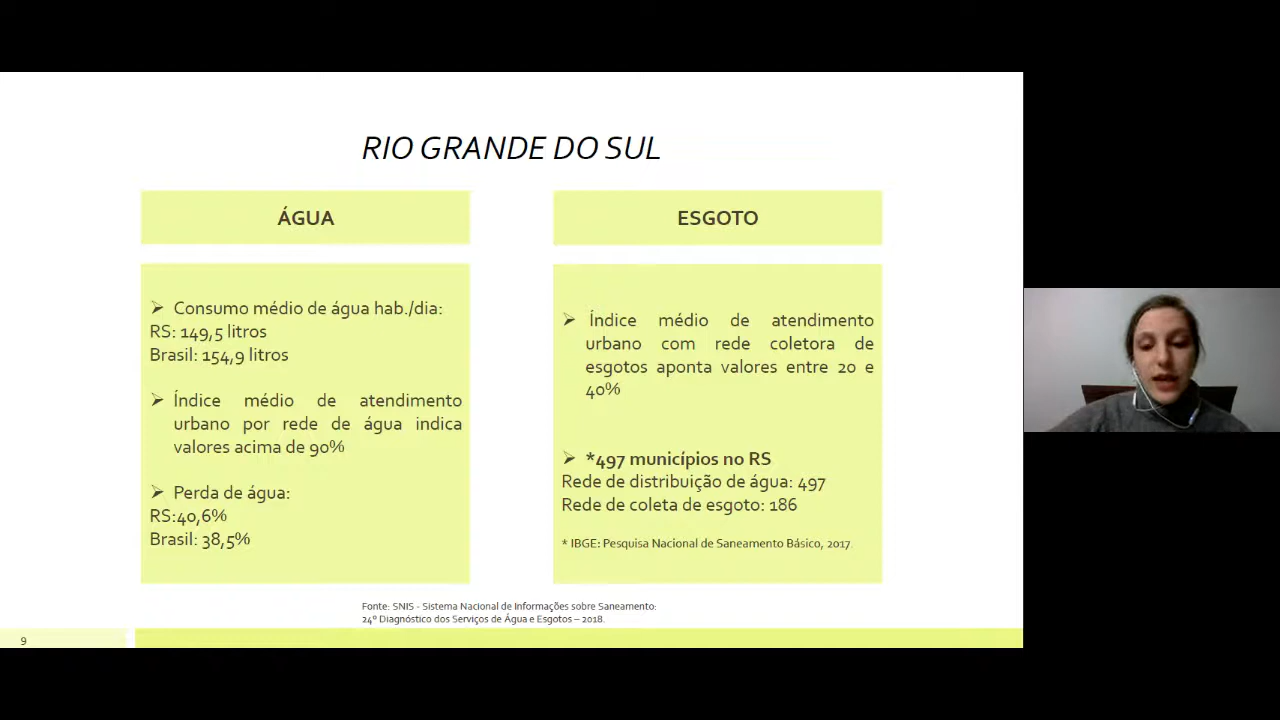 RIO GRANDE DO SUL
ÁGUA
➢ Consumo médio de água hab./dia:
RS: 149,5 litros
Brasil: 154,9 litros
➢ Índice médio de atendimento
urbano por rede de água indica
valores acima de 90%
➢ Perda de água:
RS:40,6%
Brasil: 38,5%
ESGOTO
➢ Índice médio de atendimento
urbano com rede coletora de
esgotos aponta valores entre 20 e
40%
➢ *497 municípios no RS
Rede de distribuição de água: 497
Rede de coleta de esgoto: 186
* IBGE: Pesquisa Nacional de Saneamento Básico, 2017.
Fonte: SNIS - Sistema Nacional de Informações sobre Saneamento:
24º Diagnóstico dos Serviços de Água e Esgotos – 2018.
9